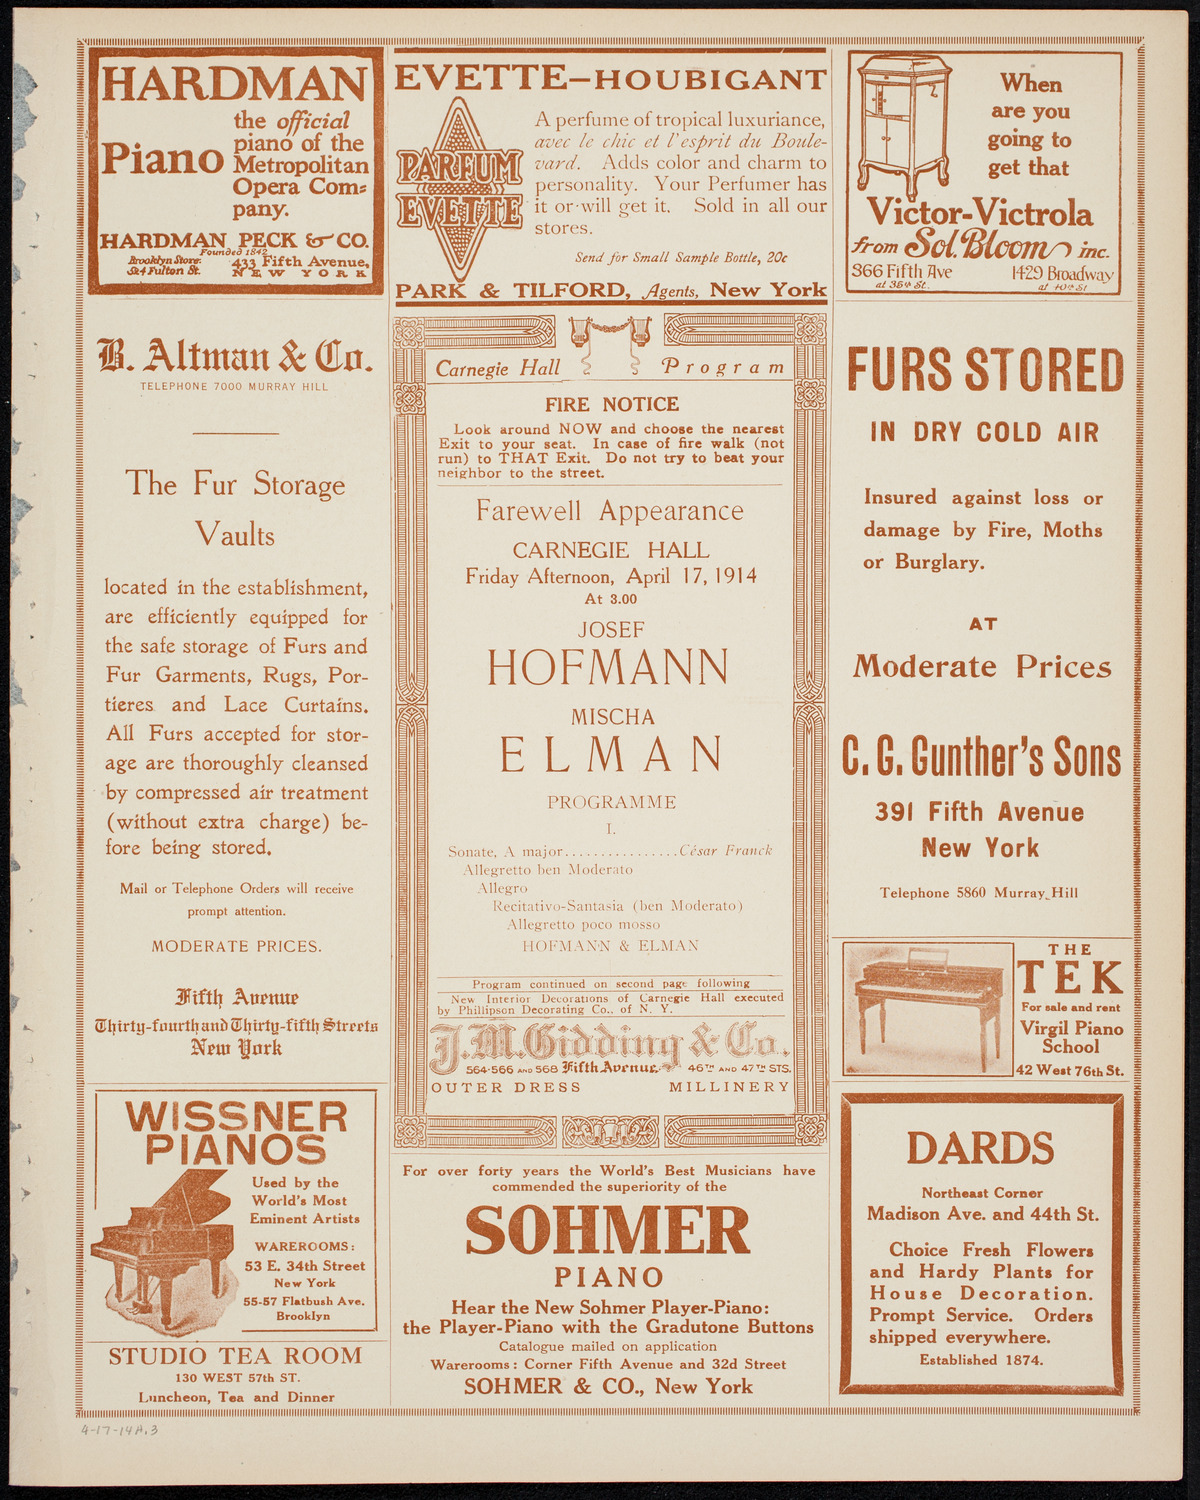 HARDMAN
Piano
the official
piano of the
Metropolitan
Opera Com=
pany.
HARDMAN PECK & CO.
Founded 1842
Brooklyn Store:
524 Fulton St.
433 Fifth Avenue,
NEW YORK
B. Altman & Co.
TELEPHONE 7000 MURRAY HILL
The Fur Storage
Vaults
located in the establishment,
are efficiently equipped for
the safe storage of Furs and
Fur Garments, Rugs, Por-
tieres and Lace Curtains.
All Furs accepted for stor-
age are thoroughly cleansed
by compressed air treatment
(without extra charge) be-
fore being stored.
Mail or Telephone Orders will receive
prompt attention.
MODERATE PRICES.
Fifth Avenue
Thirty-fourth and Thirty-fifth Streets
New York
WISSNER
PIANOS
Used by the
World's Most
Eminent Artists
WAREROOMS:
53 E. 34th Street
New York
55-57 Flatbush Ave.
Brooklyn
STUDIO TEA ROOM
130 WEST 57th ST.
Luncheon, Tea and Dinner
EVETTE—HOUBIGANT
PARFUM
EVETTE
A perfume of tropical luxuriance,
avec le chic et l'esprit du Boule-
vard. Adds color and charm to
personality. Your Perfumer has
it or will get it. Sold in all our
stores.
Send for Small Sample Bottle, 20c
PARK & TILFORD, Agents, New York
Carnegie Hall Program
FIRE NOTICE
Look around NOW and choose the nearest
Exit to your seat. In case of fire walk (not
run) to THAT Exit. Do not try to beat your
neighbor to the street.
Farewell Appearance
CARNEGIE HALL
Friday Afternoon, April 17, 1914
At 3.00
JOSEF
HOFMANN
MISCHA
ELMAN
PROGRAMME
I.
Sonate, A major................César Franck
Allegretto ben Moderato
Allegro
Recitativo-Santasia (ben Moderato)
Allegretto poco mosso
HOFMANN & ELMAN
Program continued on second page following
New Interior Decorations of Carnegie Hall executed
by Phillipson Decorating Co., of N. Y.
J.M. Gidding & Co.
564-566 AND 568 Fifth Avenue. 46TH AND 47TH STS.
OUTER DRESS MILLINERY
For over forty years the World's Best Musicians have
commended the superiority of the
SOHMER
PIANO
Hear the New Sohmer Player-Piano:
the Player-Piano with the Gradutone Buttons
Catalogue mailed on application
Warerooms: Corner Fifth Avenue and 32d Street
SOHMER & CO., New York
When
are you
going to
get that
Victor-Victrola
from Sol. Bloom inc.
366 Fifth Ave
at 35th St.
1429 Broadway
at 40th St
FURS STORED
IN DRY COLD AIR
Insured against loss or
damage by Fire, Moths
or Burglary.
AT
Moderate Prices
C. G. Gunther's Sons
391 Fifth Avenue
New York
Telephone 5860 Murray Hill
THE
TEK
For sale and rent
Virgil Piano
School
42 West 76th St.
DARDS
Northeast Corner
Madison Ave. and 44th St.
Choice Fresh Flowers
and Hardy Plants for
House Decoration.
Prompt Service. Orders
shipped everywhere.
Established 1874.
4-17-14A.3